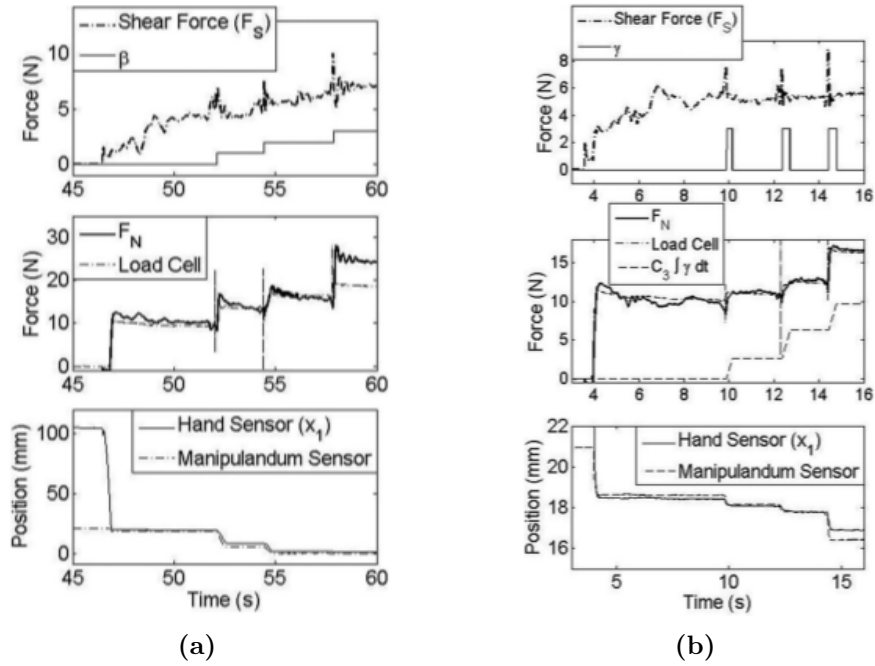 Shear Force (F_S)
β
Force (N)
10
5
0
45 50 55 60
F_N
Load Cell
Force (N)
30
20
10
0
45 50 55 60
Hand Sensor (x_1)
Manipulandum Sensor
Position (mm)
100
50
0
45 50 55 60
Time (s)
(a)
Shear Force (F_S)
γ
Force (N)
8
6
4
2
0
4 6 8 10 12 14 16
F_N
Load Cell
C_3 ∫ γ dt
Force (N)
15
10
5
0
4 6 8 10 12 14 16
Hand Sensor (x_1)
Manipulandum Sensor
Position (mm)
22
20
18
16
5 10 15
Time (s)
(b)